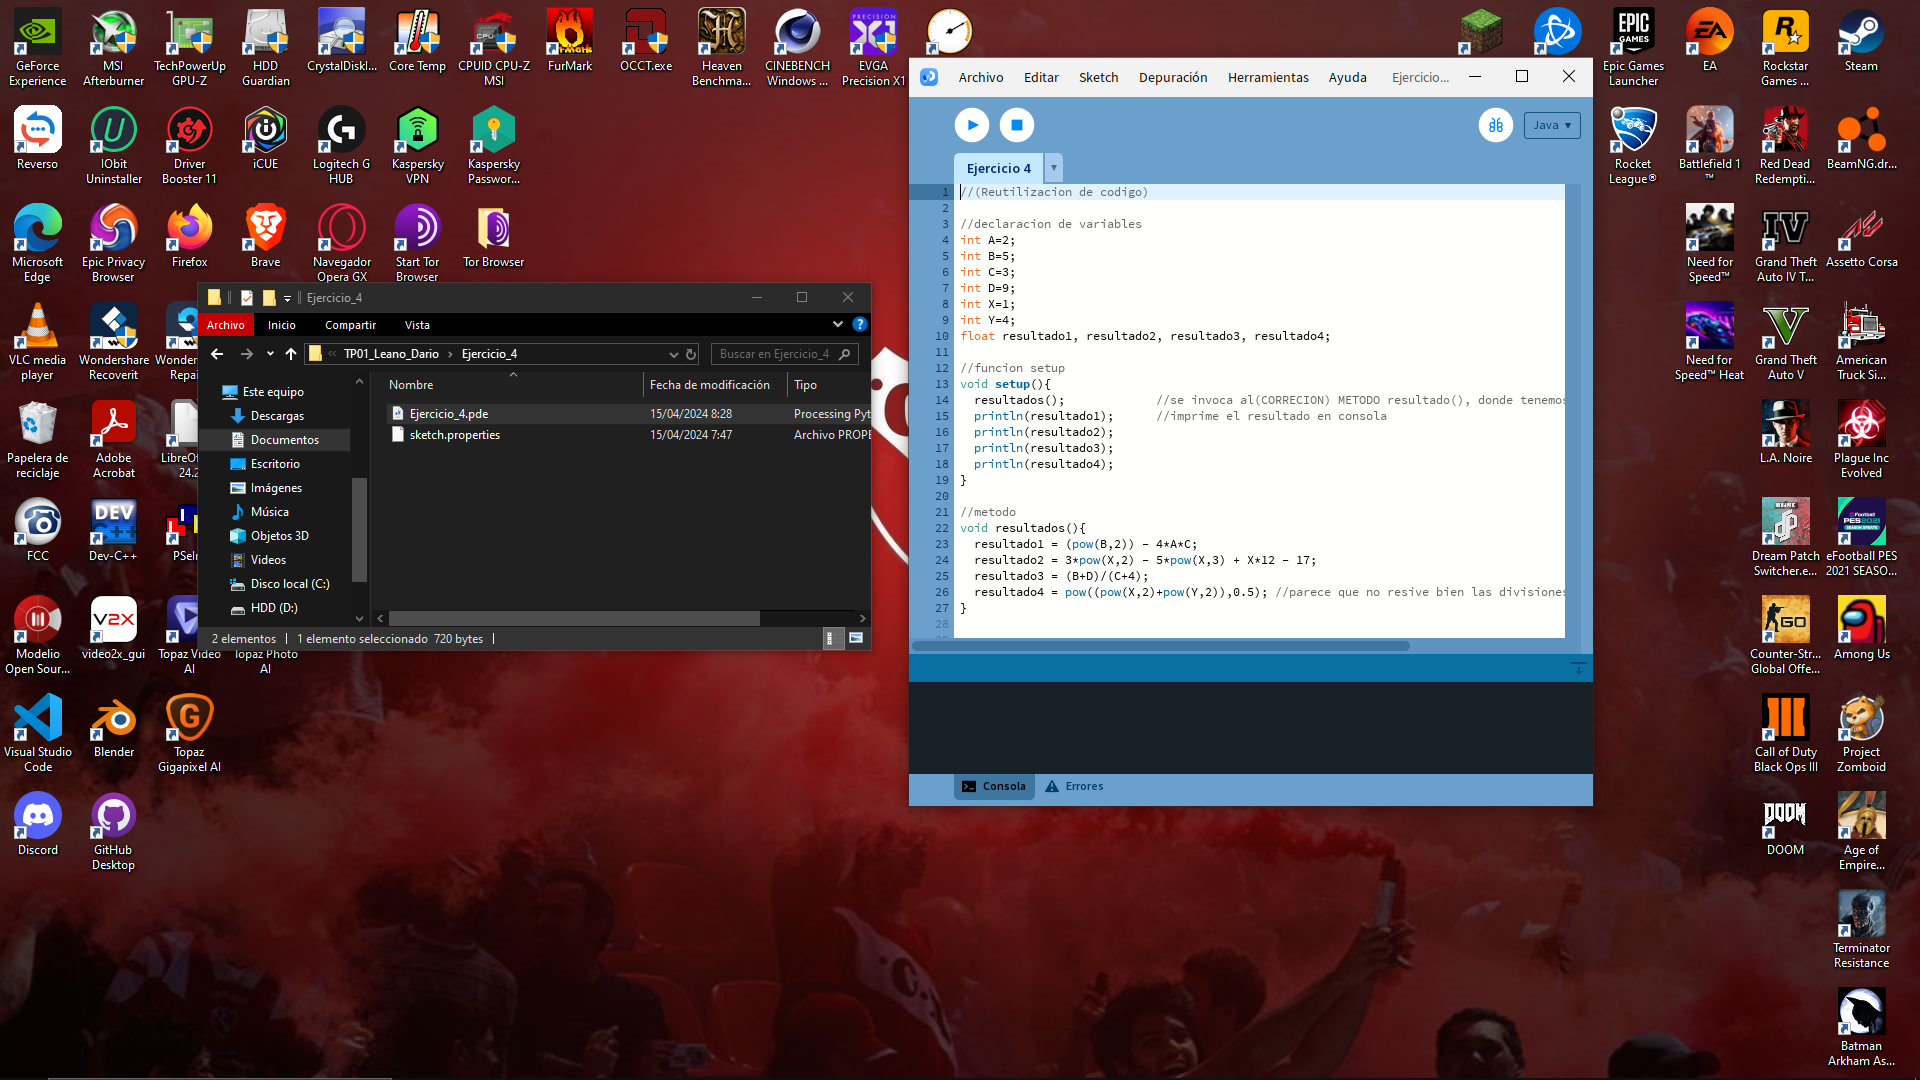 GeForce Experience
MSI Afterburner
TechPowerUp GPU-Z
HDD Guardian
CrystalDiskI...
Core Temp
CPUID CPU-Z MSI
FurMark
OCCT.exe
Heaven Benchma...
CINEBENCH Windows ...
EVGA Precision X1
Epic Games Launcher
EA
Rockstar Games ...
Steam
Reverso
IObit Uninstaller
Driver Booster 11
iCUE
Logitech G HUB
Kaspersky VPN
Kaspersky Passwor...
Rocket League®
Battlefield 1 ™
Red Dead Redempti...
BeamNG.dr...
Microsoft Edge
Epic Privacy Browser
Firefox
Brave
Navegador Opera GX
Start Tor Browser
Tor Browser
Need for Speed™
Grand Theft Auto IV T...
Assetto Corsa
VLC media player
Wondershare Recoverit
Need for Speed™ Heat
Grand Theft Auto V
American Truck Si...
Papelera de reciclaje
Adobe Acrobat
L.A. Noire
Plague Inc Evolved
FCC
Dev-C++
Dream Patch Switcher.e...
eFootball PES 2021 SEASO...
Modelio Open Sour...
video2x_gui
Topaz Video AI
Topaz Photo AI
Counter-Str... Global Offe...
Among Us
Visual Studio Code
Blender
Topaz Gigapixel AI
Call of Duty Black Ops III
Project Zomboid
Discord
GitHub Desktop
DOOM
Age of Empire...
Terminator Resistance
Batman Arkham As...
Ejercicio_4
Archivo Inicio Compartir Vista
TP01_Leano_Dario › Ejercicio_4
Buscar en Ejercicio_4
Nombre Fecha de modificación Tipo
Ejercicio_4.pde 15/04/2024 8:28 Processing Pyt
sketch.properties 15/04/2024 7:47 Archivo PROPE
Este equipo
Descargas
Documentos
Escritorio
Imágenes
Música
Objetos 3D
Videos
Disco local (C:)
HDD (D:)
2 elementos 1 elemento seleccionado 720 bytes
Archivo Editar Sketch Depuración Herramientas Ayuda Ejercicio...
Java
Ejercicio 4
1 //(Reutilizacion de codigo)
2
3 //declaracion de variables
4 int A=2;
5 int B=5;
6 int C=3;
7 int D=9;
8 int X=1;
9 int Y=4;
10 float resultado1, resultado2, resultado3, resultado4;
11
12 //funcion setup
13 void setup(){
14 resultados(); //se invoca al(CORRECION) METODO resultado(), donde tenemos
15 println(resultado1); //imprime el resultado en consola
16 println(resultado2);
17 println(resultado3);
18 println(resultado4);
19 }
20
21 //metodo
22 void resultados(){
23 resultado1 = (pow(B,2)) - 4*A*C;
24 resultado2 = 3*pow(X,2) - 5*pow(X,3) + X*12 - 17;
25 resultado3 = (B+D)/(C+4);
26 resultado4 = pow((pow(X,2)+pow(Y,2)),0.5); //parece que no resive bien las divisiones
27 }
28
Consola Errores